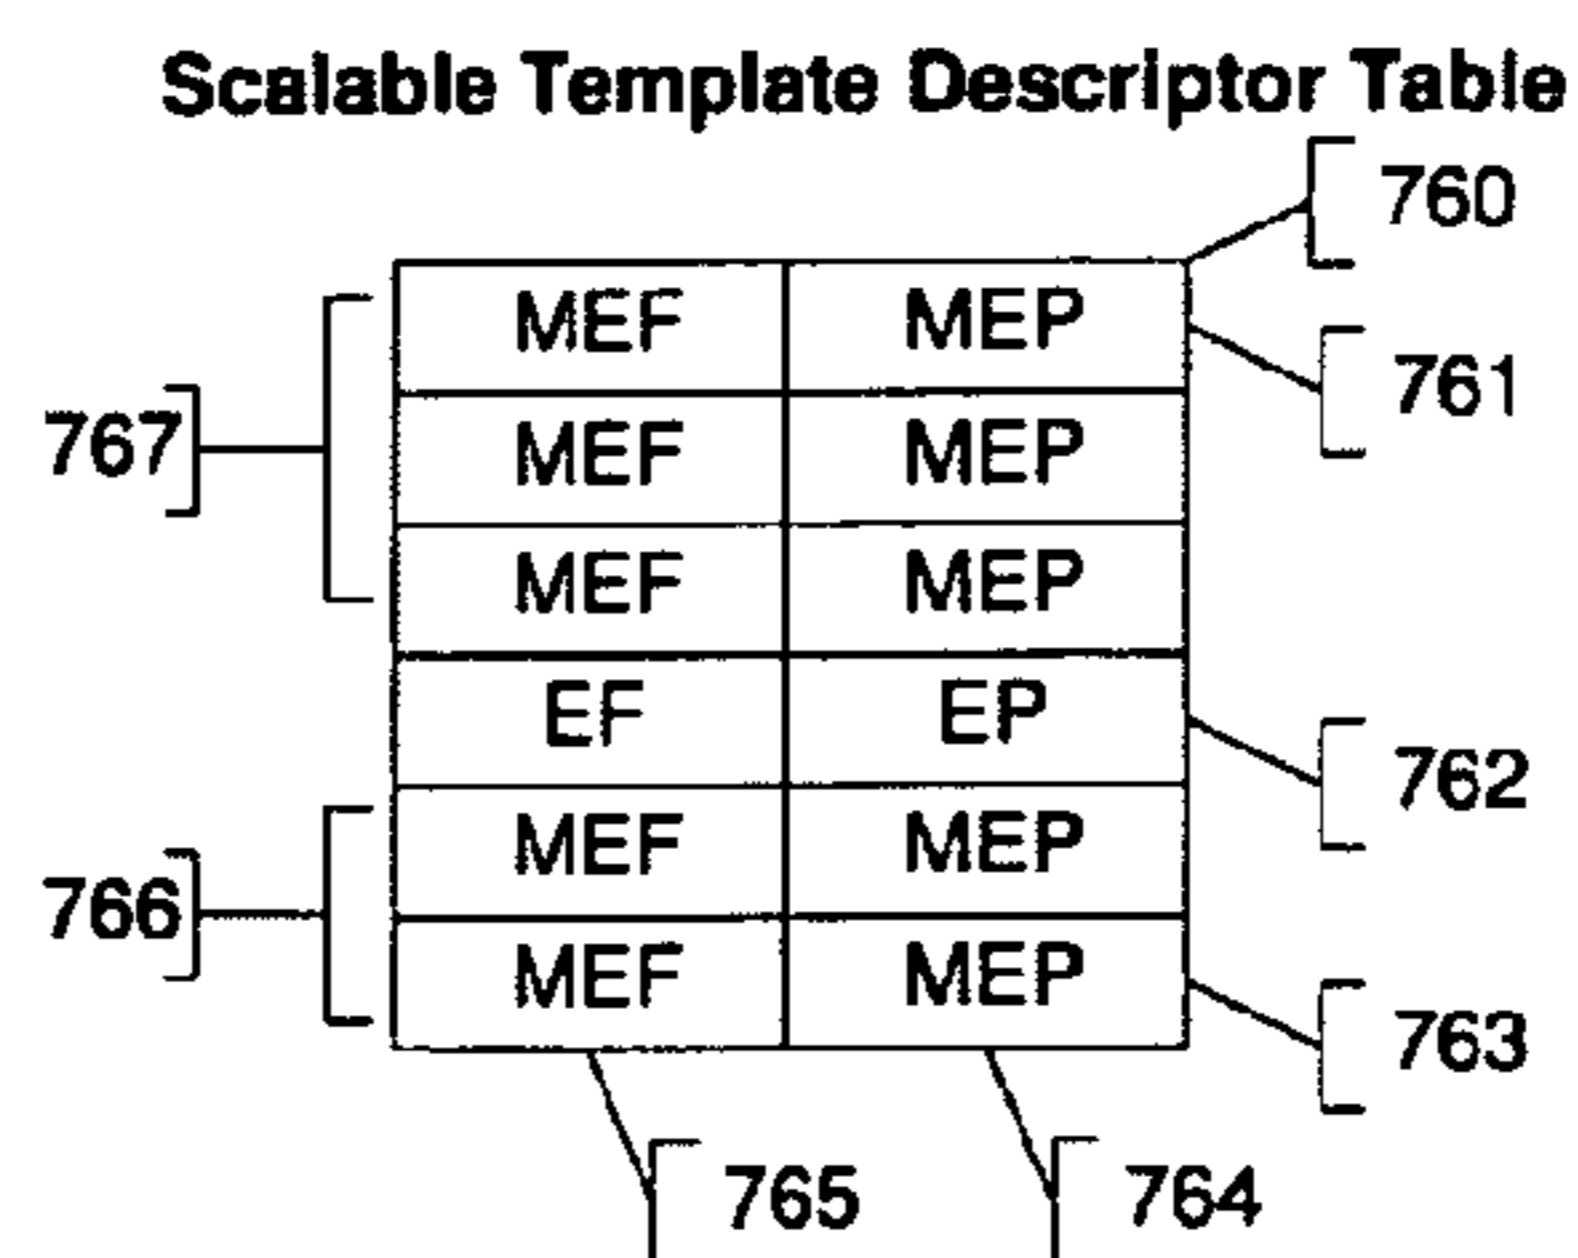 Scalable Template Descriptor Table
760
MEF MEP
761
767
MEF MEP
MEF MEP
EF EP
762
MEF MEP
766
MEF MEP
763
765 764